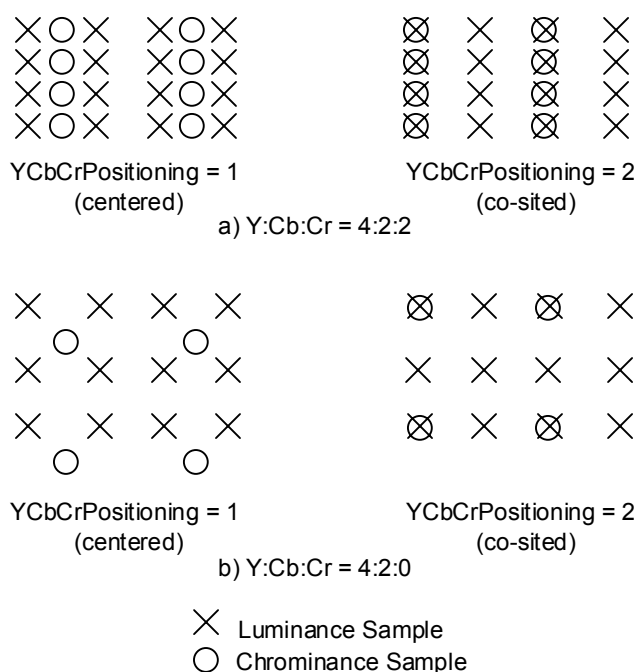 YCbCrPositioning = 1
(centered)
YCbCrPositioning = 2
(co-sited)
a) Y:Cb:Cr = 4:2:2
YCbCrPositioning = 1
(centered)
YCbCrPositioning = 2
(co-sited)
b) Y:Cb:Cr = 4:2:0
Luminance Sample
Chrominance Sample